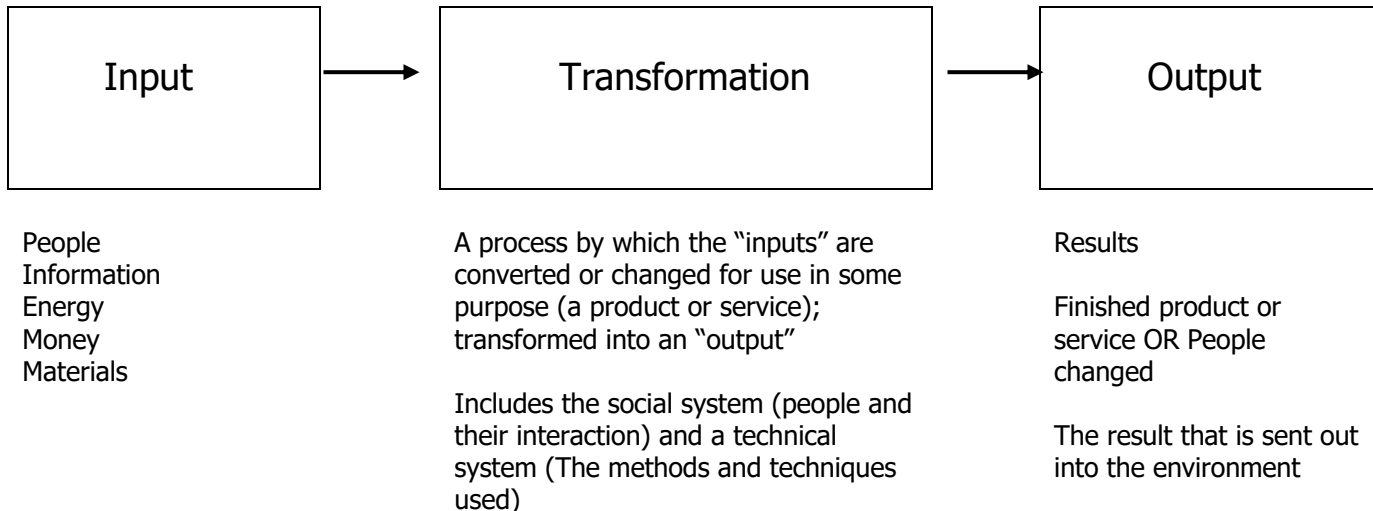 Input
Transformation
Output
People
Information
Energy
Money
Materials
A process by which the “inputs” are
converted or changed for use in some
purpose (a product or service);
transformed into an “output”
Includes the social system (people and
their interaction) and a technical
system (The methods and techniques
used)
Results
Finished product or
service OR People
changed
The result that is sent out
into the environment